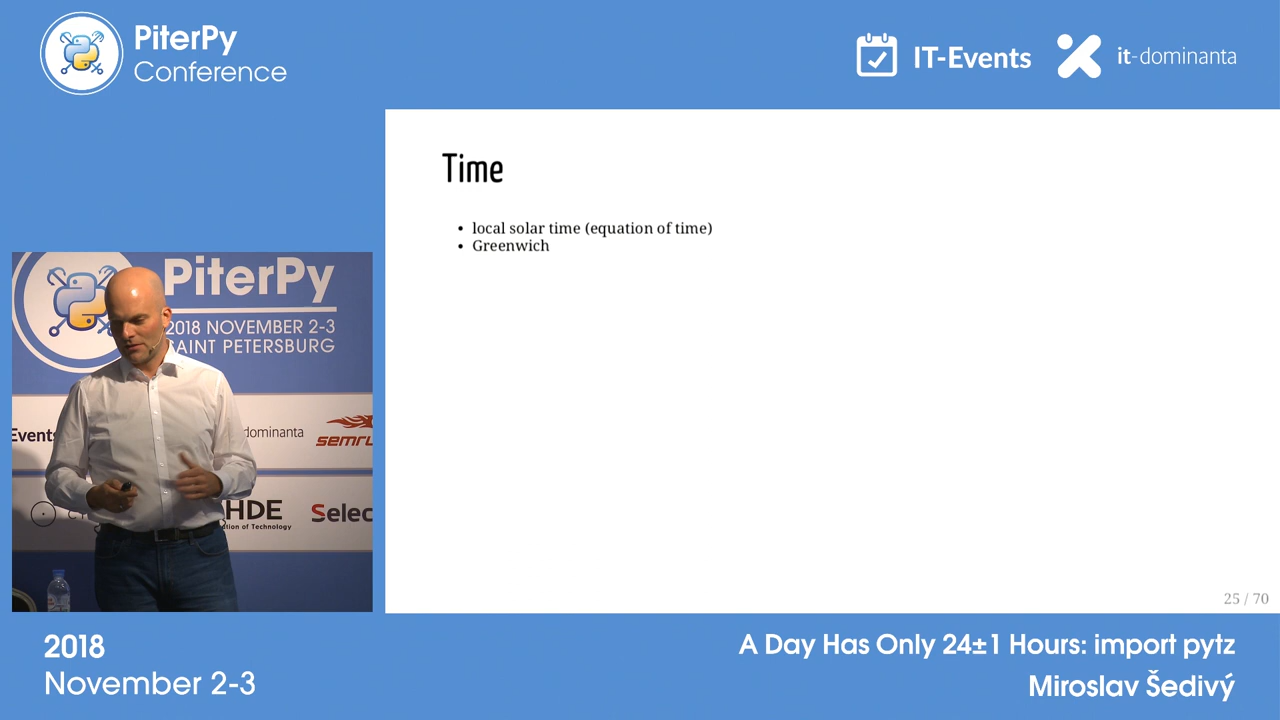 PiterPy
Conference
IT-Events
it-dominanta
Time
• local solar time (equation of time)
• Greenwich
25 / 70
PiterPy
2018 NOVEMBER 2-3
SAINT PETERSBURG
Events
dominanta
HDE
Selec
2018
November 2-3
A Day Has Only 24±1 Hours: import pytz
Miroslav Šedivý